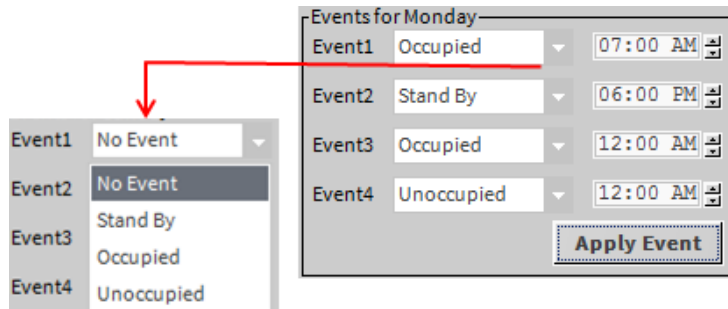 Events for Monday
Event1 Occupied 07:00 AM
Event2 Stand By 06:00 PM
Event3 Occupied 12:00 AM
Event4 Unoccupied 12:00 AM
Apply Event
Event1 No Event
Event2 No Event
Stand By
Event3
Occupied
Event4 Unoccupied